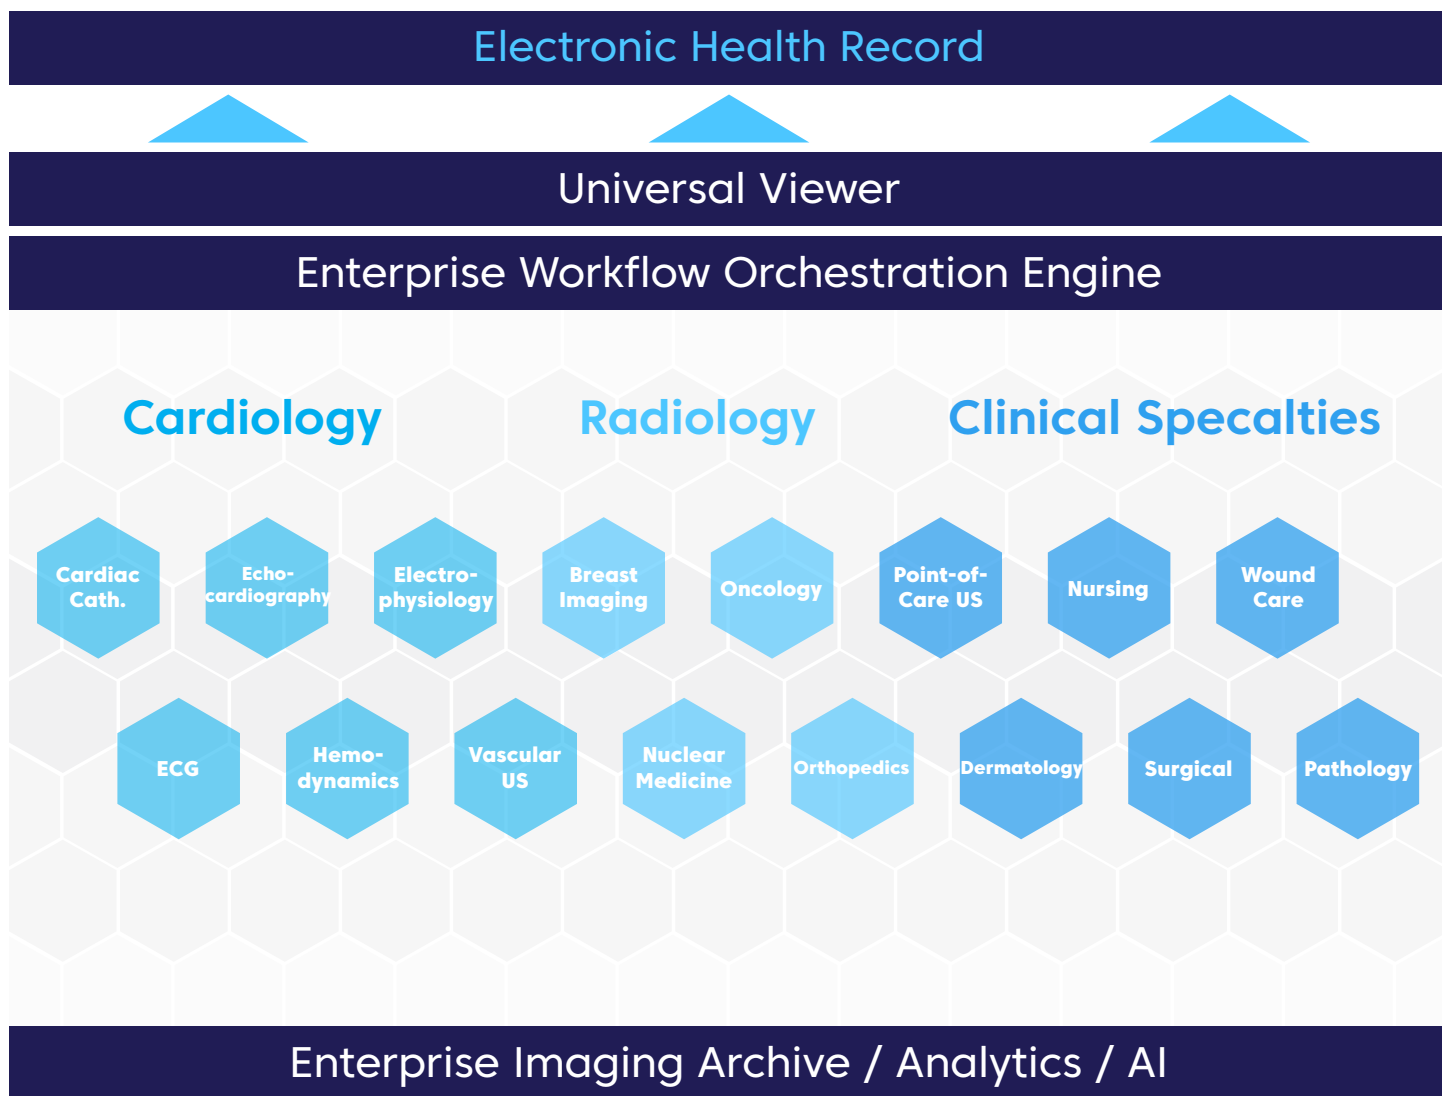 Electronic Health Record
Universal Viewer
Enterprise Workflow Orchestration Engine
Cardiology
Radiology
Clinical Specalties
Cardiac
Cath.
Echo-
cardiography
Electro-
physiology
Breast
Imaging
Oncology
Point-of-
Care US
Nursing
Wound
Care
ECG
Hemo-
dynamics
Vascular
US
Nuclear
Medicine
Orthopedics
Dermatology
Surgical
Pathology
Enterprise Imaging Archive / Analytics / AI